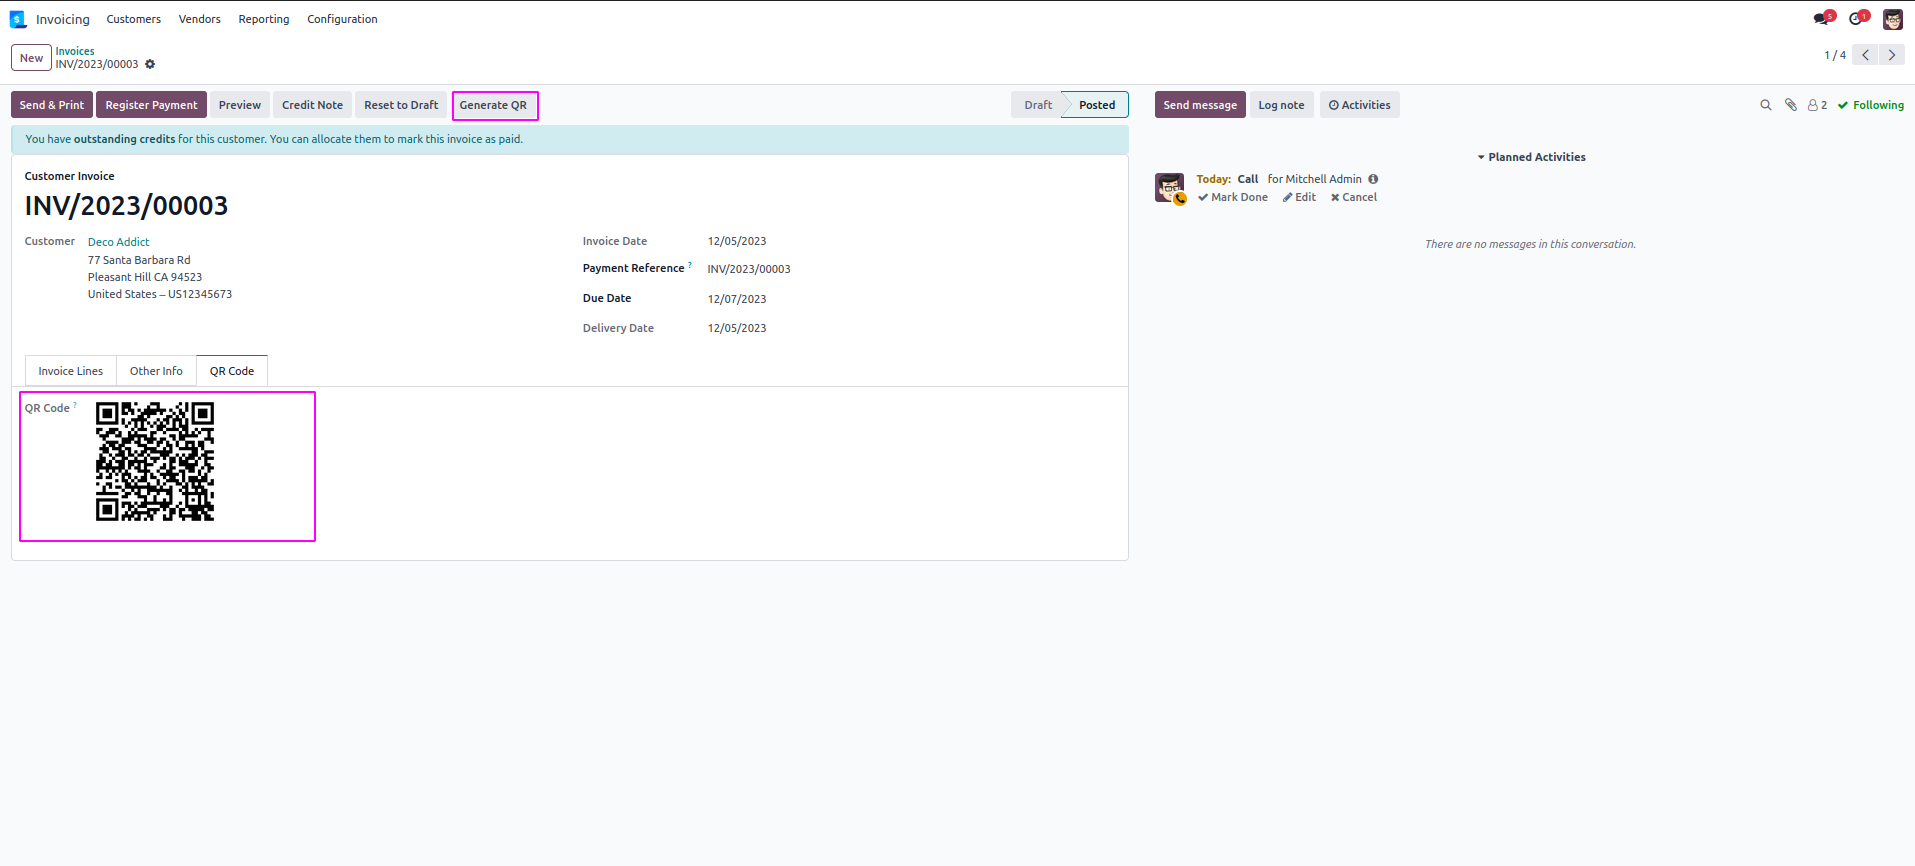 Invoicing Customers Vendors Reporting Configuration
5 1
New
Invoices
INV/2023/00003
1 / 4
Send & Print Register Payment Preview Credit Note Reset to Draft Generate QR Draft Posted
Send message Log note Activities 2 Following
You have outstanding credits for this customer. You can allocate them to mark this invoice as paid.
Customer Invoice
INV/2023/00003
Customer Deco Addict
77 Santa Barbara Rd
Pleasant Hill CA 94523
United States – US12345673
Invoice Date 12/05/2023
Payment Reference ? INV/2023/00003
Due Date 12/07/2023
Delivery Date 12/05/2023
Invoice Lines Other Info QR Code
QR Code ?
Planned Activities
Today: Call for Mitchell Admin
Mark Done Edit Cancel
There are no messages in this conversation.